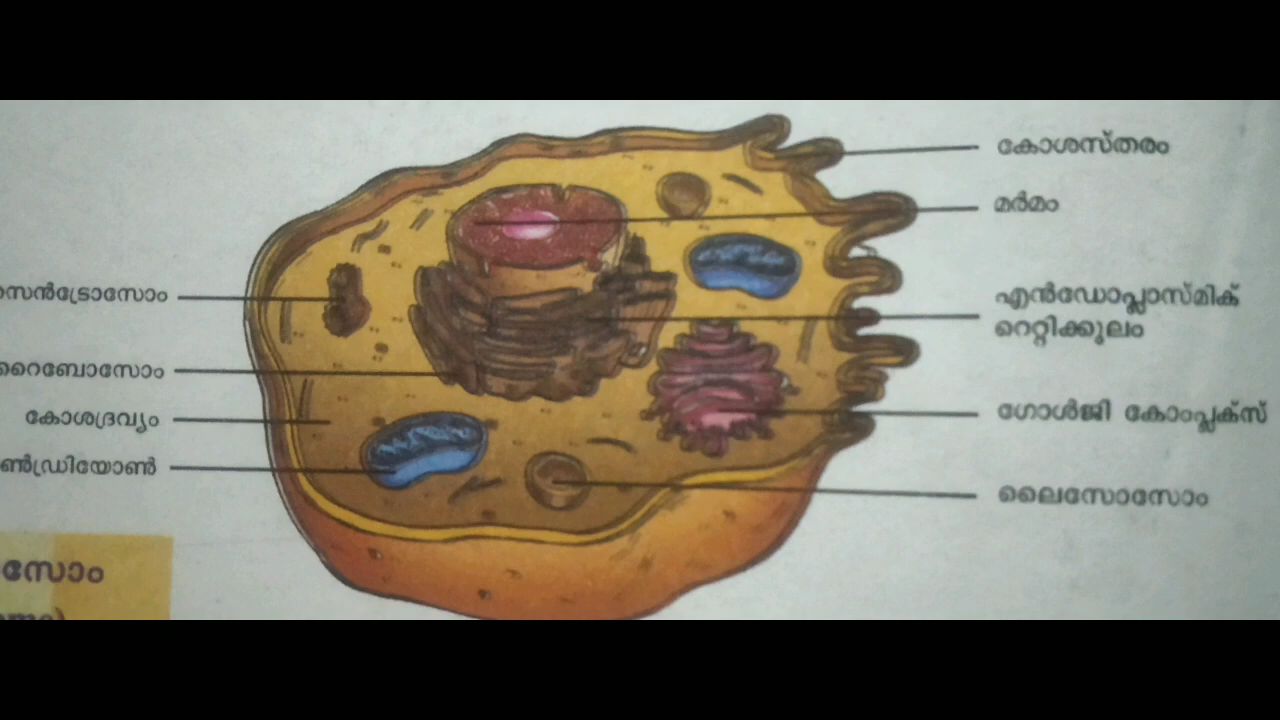 കോശസ്തരം
മർമം
എൻഡോപ്ലാസ്മിക്
റെറ്റിക്കുലം
ഗോൾജി കോംപ്ലക്സ്
ലൈസോസോം
സെൻട്രോസോം
റൈബോസോം
കോശദ്രവ്യം
ൺഡ്രിയോൺ
സോം